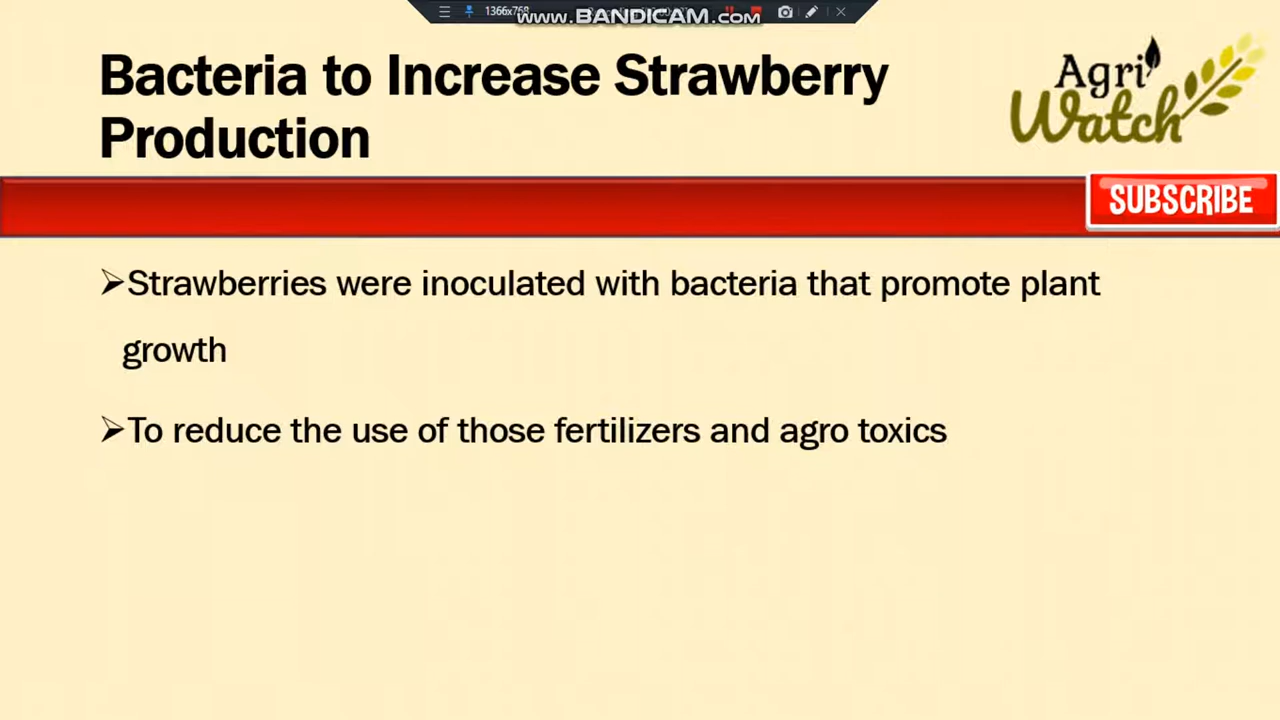 1366x768
www.BANDICAM.com
Bacteria to Increase Strawberry
Production
Agri
Watch
SUBSCRIBE
➢Strawberries were inoculated with bacteria that promote plant
growth
➢To reduce the use of those fertilizers and agro toxics